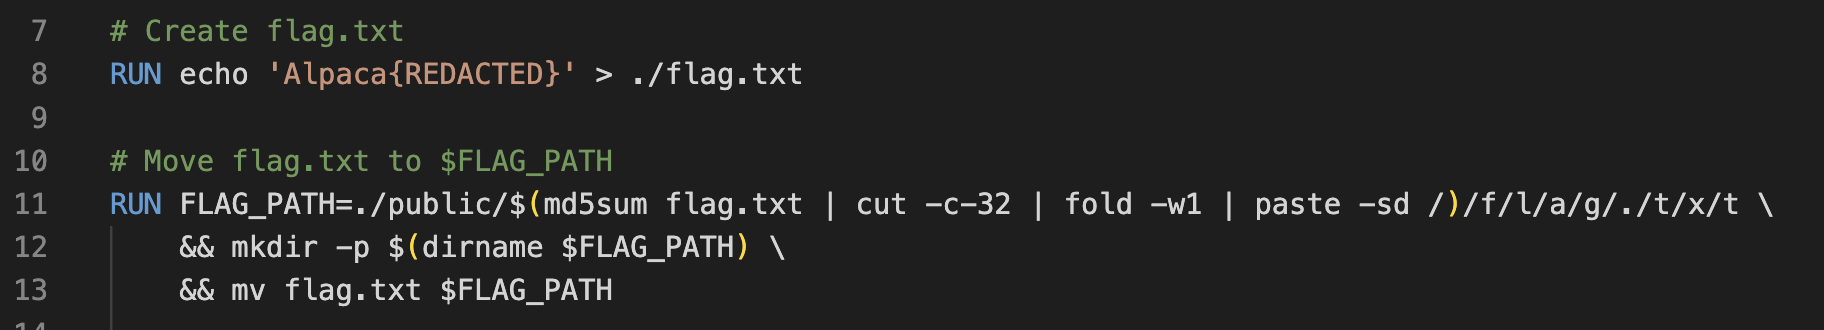 7 # Create flag.txt
8 RUN echo 'Alpaca{REDACTED}' > ./flag.txt
9
10 # Move flag.txt to $FLAG_PATH
11 RUN FLAG_PATH=./public/$(md5sum flag.txt | cut -c-32 | fold -w1 | paste -sd /)/f/l/a/g/./t/x/t \
12 && mkdir -p $(dirname $FLAG_PATH) \
13 && mv flag.txt $FLAG_PATH
14